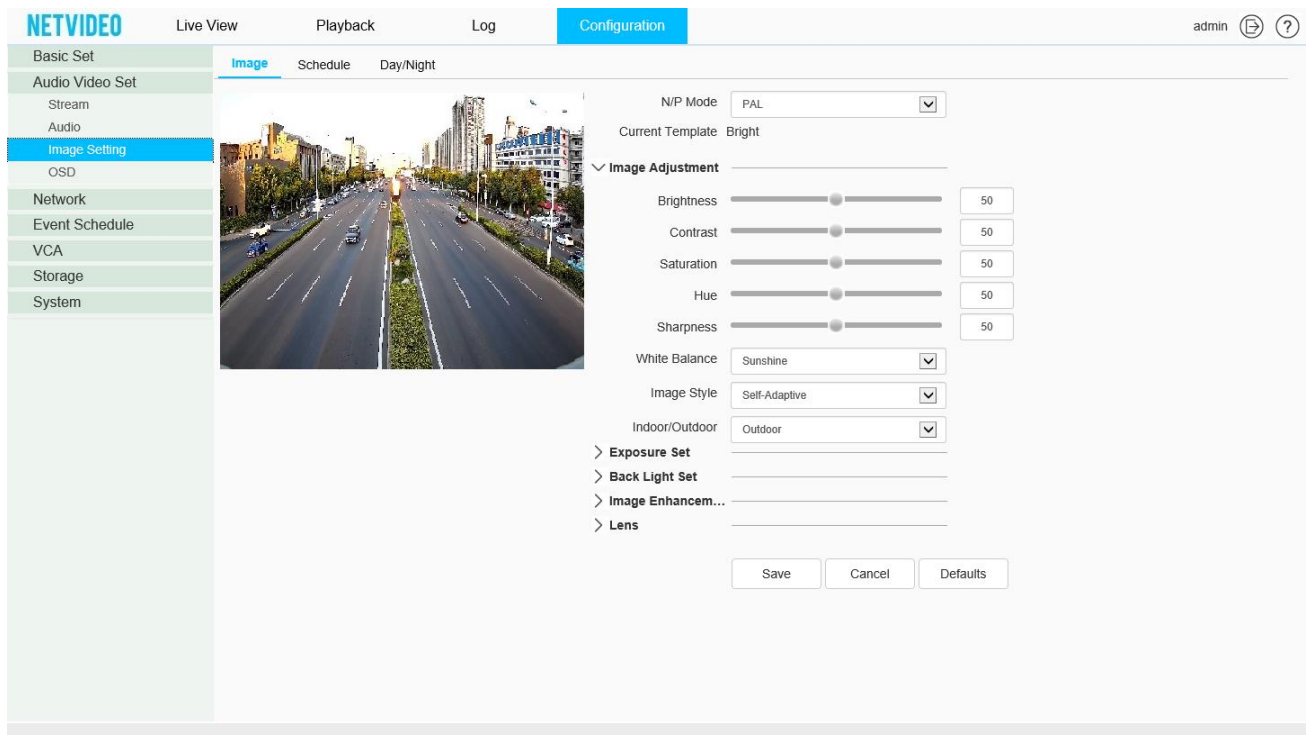 NETVIDEO Live View Playback Log Configuration admin ?
Basic Set
Audio Video Set
Stream
Audio
Image Setting
OSD
Network
Event Schedule
VCA
Storage
System
Image Schedule Day/Night
N/P Mode PAL
Current Template Bright
Image Adjustment
Brightness 50
Contrast 50
Saturation 50
Hue 50
Sharpness 50
White Balance Sunshine
Image Style Self-Adaptive
Indoor/Outdoor Outdoor
Exposure Set
Back Light Set
Image Enhancem...
Lens
Save Cancel Defaults